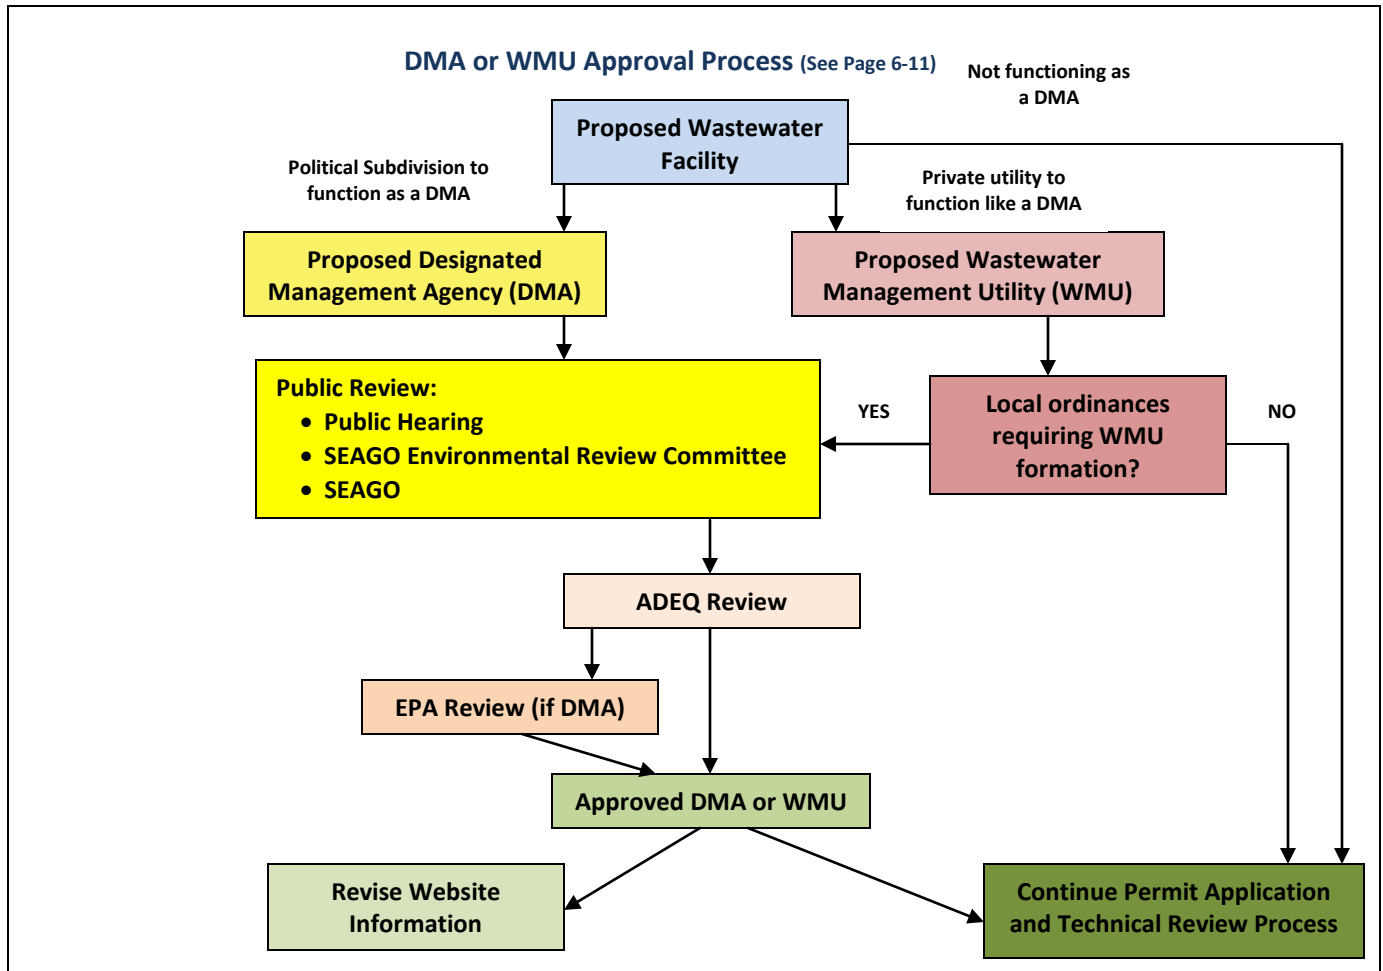 DMA or WMU Approval Process (See Page 6-11)
Not functioning as
a DMA
Proposed Wastewater
Facility
Political Subdivision to
function as a DMA
Private utility to
function like a DMA
Proposed Designated
Management Agency (DMA)
Proposed Wastewater
Management Utility (WMU)
Public Review:
• Public Hearing
• SEAGO Environmental Review Committee
• SEAGO
YES
Local ordinances
requiring WMU
formation?
NO
ADEQ Review
EPA Review (if DMA)
Approved DMA or WMU
Revise Website
Information
Continue Permit Application
and Technical Review Process